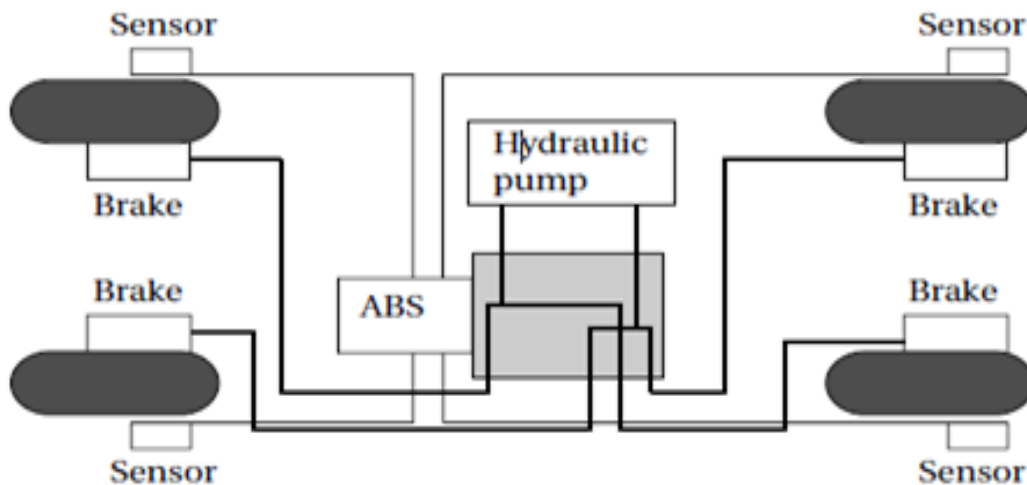 Sensor
Sensor
Hydraulic
pump
Brake
Brake
Brake
Brake
ABS
Sensor
Sensor